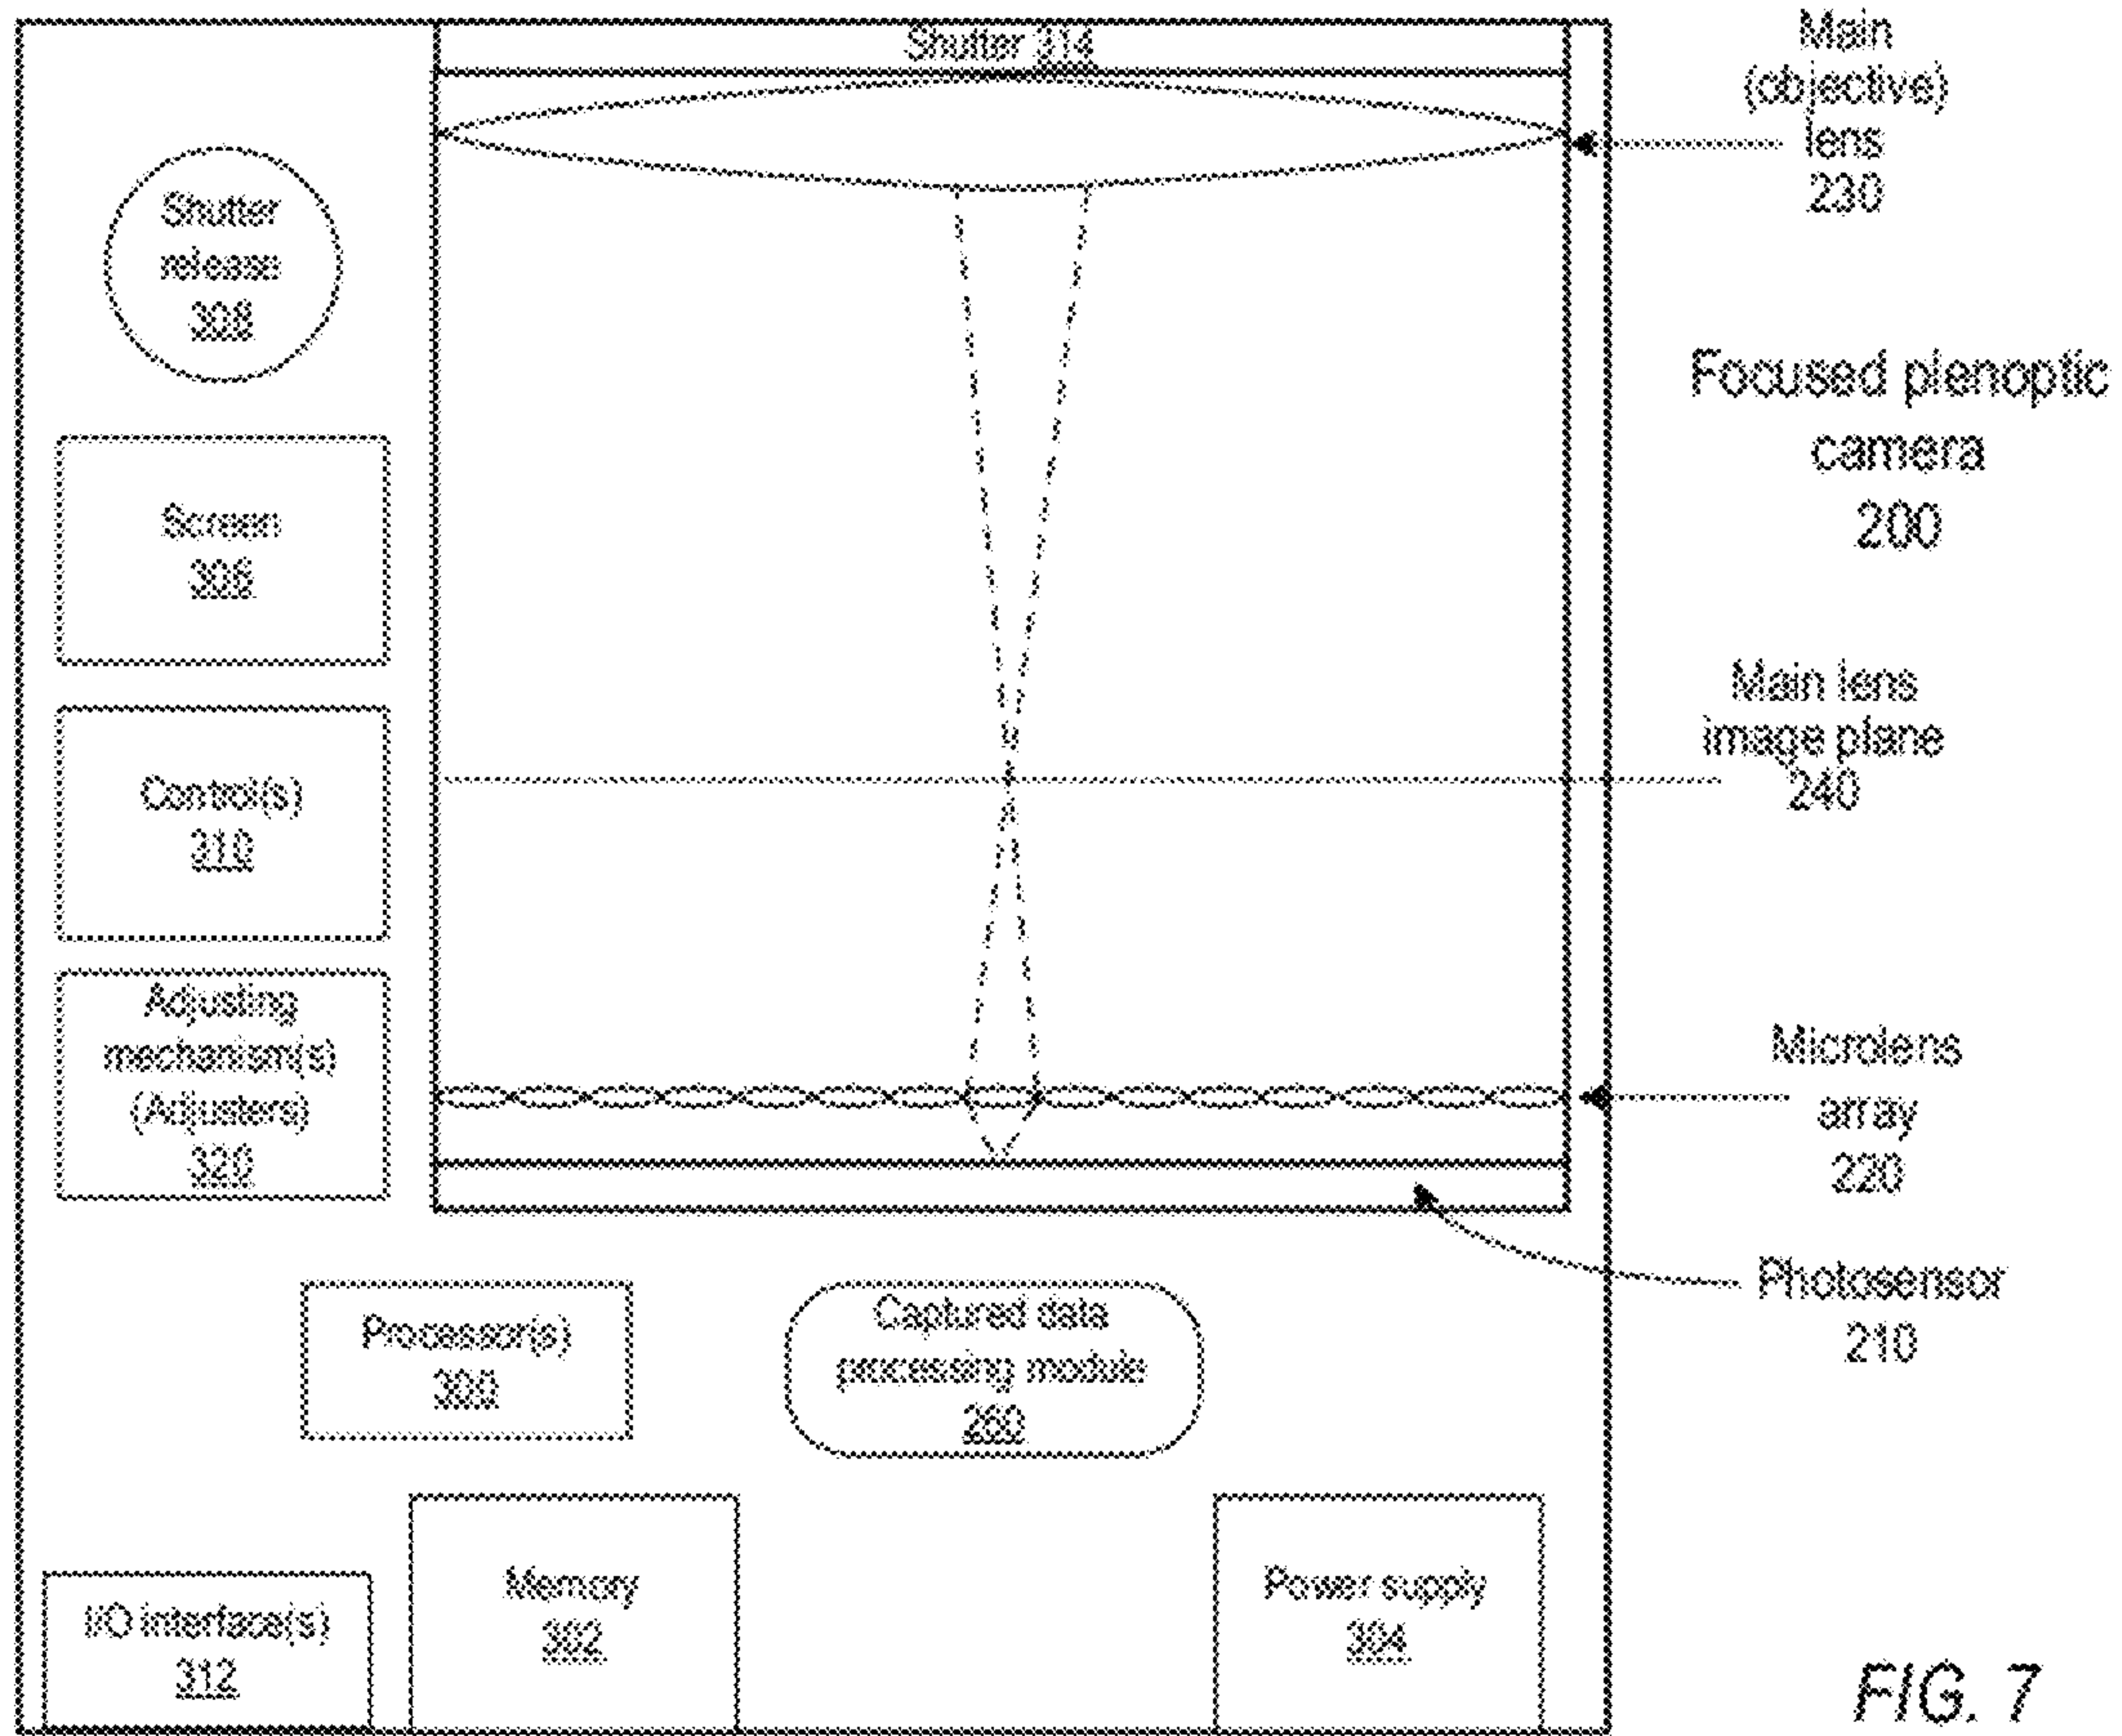 Shutter 314
Main
(objective)
lens
230
Shutter
release
308
Focused plenoptic
camera
200
Screen
306
Main lens
image plane
240
Control(s)
310
Adjusting
mechanism(s)
(Adjusters)
320
Microlens
array
220
Photosensor
210
Processor(s)
300
Captured data
processing module
260
Memory
302
Power supply
304
I/O interface(s)
312
FIG. 7